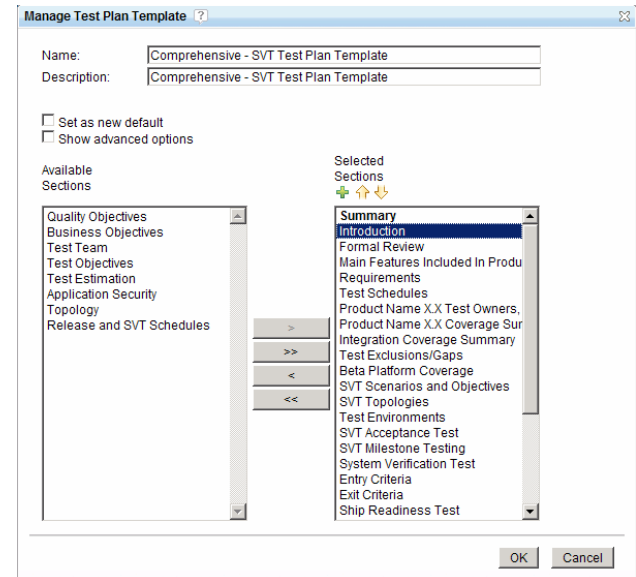 Manage Test Plan Template ?
Name: Comprehensive - SVT Test Plan Template
Description: Comprehensive - SVT Test Plan Template
Set as new default
Show advanced options
Available
Sections
Quality Objectives
Business Objectives
Test Team
Test Objectives
Test Estimation
Application Security
Topology
Release and SVT Schedules
>
>>
<
<<
Selected
Sections
Summary
Introduction
Formal Review
Main Features Included In Produ
Requirements
Test Schedules
Product Name X.X Test Owners,
Product Name X.X Coverage Sur
Integration Coverage Summary
Test Exclusions/Gaps
Beta Platform Coverage
SVT Scenarios and Objectives
SVT Topologies
Test Environments
SVT Acceptance Test
SVT Milestone Testing
System Verification Test
Entry Criteria
Exit Criteria
Ship Readiness Test
OK Cancel